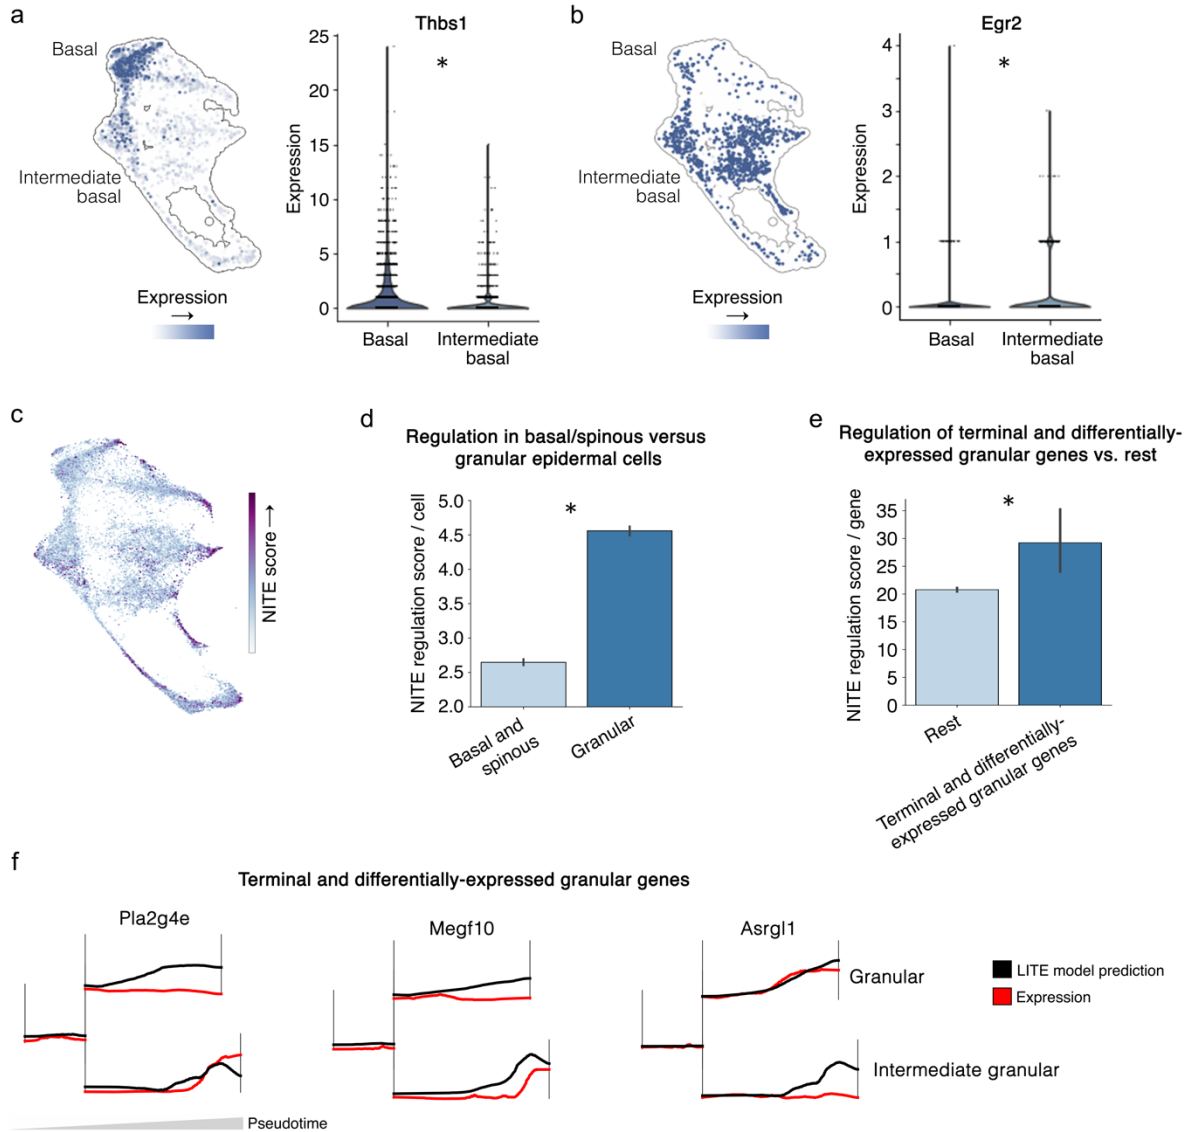 a
Basal
Intermediate
basal
Expression
→
Thbs1
*
Expression
25
20
15
10
5
0
Basal
Intermediate
basal
b
Basal
Intermediate
basal
Expression
→
Egr2
*
Expression
4
3
2
1
0
Basal
Intermediate
basal
c
NITE score →
d
Regulation in basal/spinous versus
granular epidermal cells
*
NITE regulation score / cell
5.0
4.5
4.0
3.5
3.0
2.5
2.0
Basal and
spinous
Granular
e
Regulation of terminal and differentially-
expressed granular genes vs. rest
*
NITE regulation score / gene
35
30
25
20
15
10
5
0
Rest
Terminal and differentially-
expressed granular genes
f
Terminal and differentially-expressed granular genes
Pla2g4e
Megf10
Asrgl1
Granular
Intermediate granular
LITE model prediction
Expression
Pseudotime